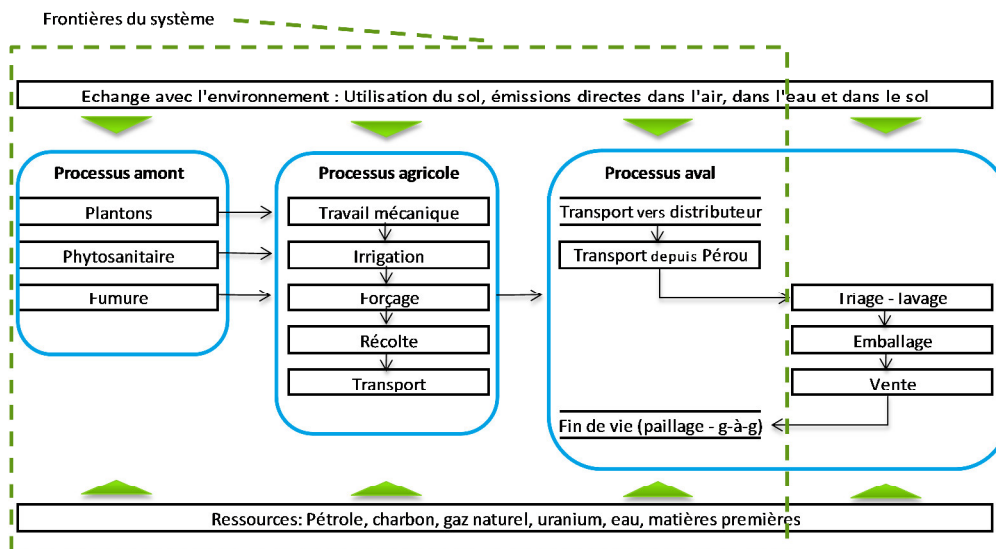 Frontières du système
Echange avec l'environnement : Utilisation du sol, émissions directes dans l'air, dans l'eau et dans le sol
Processus amont
Plantons
Phytosanitaire
Fumure
Processus agricole
Travail mécanique
Irrigation
Forçage
Récolte
Transport
Processus aval
Transport vers distributeur
Transport depuis Pérou
Triage - lavage
Emballage
Vente
Fin de vie (paillage - g-à-g)
Ressources: Pétrole, charbon, gaz naturel, uranium, eau, matières premières